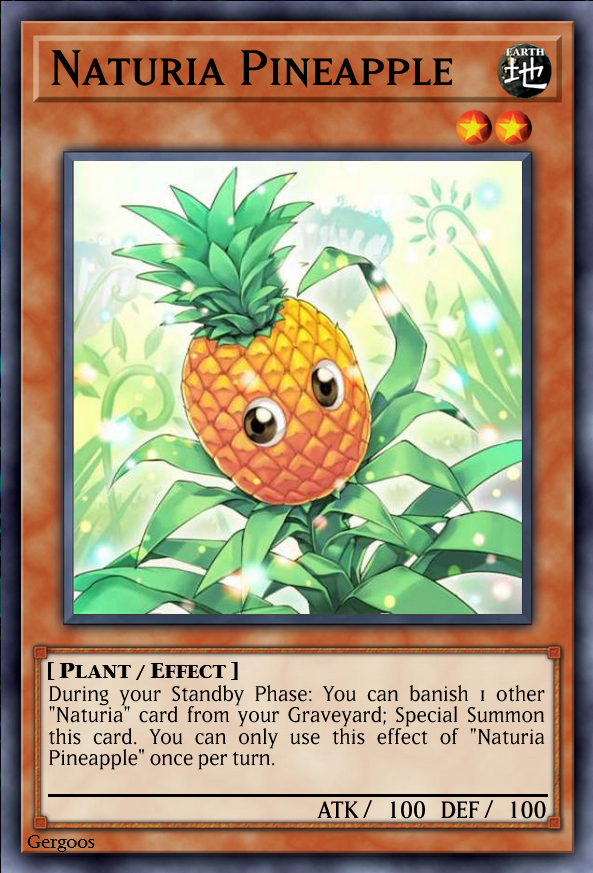 Naturia Pineapple
EARTH
地
[ Plant / Effect ]
During your Standby Phase: You can banish 1 other
"Naturia" card from your Graveyard; Special Summon
this card. You can only use this effect of "Naturia
Pineapple" once per turn.
ATK / 100 DEF / 100
Gergoos